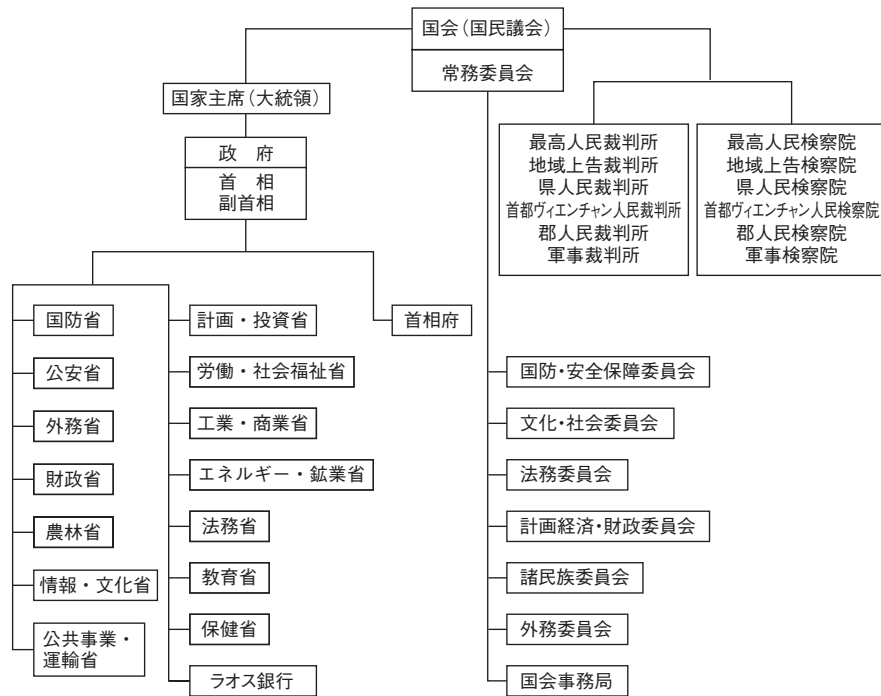 国会（国民議会）
常務委員会
国家主席（大統領）
政　府
首　相
副首相
最高人民裁判所
地域上告裁判所
県人民裁判所
首都ヴィエンチャン人民裁判所
郡人民裁判所
軍事裁判所
最高人民検察院
地域上告検察院
県人民検察院
首都ヴィエンチャン人民検察院
郡人民検察院
軍事検察院
国防省
公安省
外務省
財政省
農林省
情報・文化省
公共事業・
運輸省
計画・投資省
労働・社会福祉省
工業・商業省
エネルギー・鉱業省
法務省
教育省
保健省
ラオス銀行
首相府
国防・安全保障委員会
文化・社会委員会
法務委員会
計画経済・財政委員会
諸民族委員会
外務委員会
国会事務局